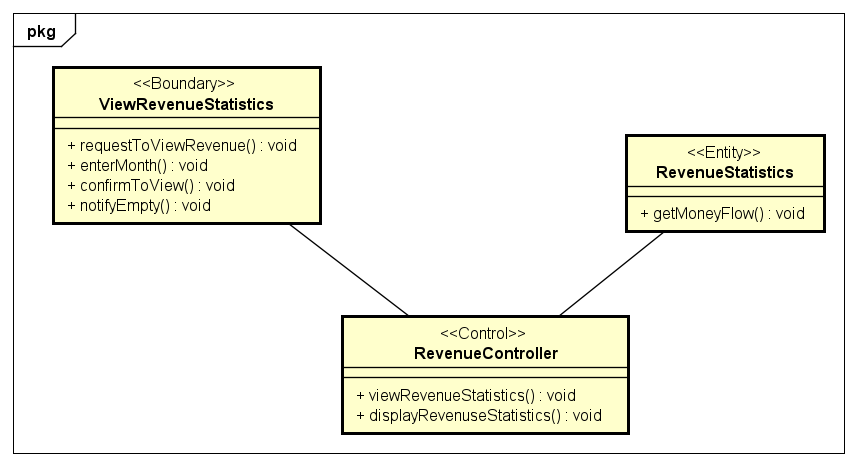 pkg
<<Boundary>>
ViewRevenueStatistics
+ requestToViewRevenue() : void
+ enterMonth() : void
+ confirmToView() : void
+ notifyEmpty() : void
<<Entity>>
RevenueStatistics
+ getMoneyFlow() : void
<<Control>>
RevenueController
+ viewRevenueStatistics() : void
+ displayRevenuseStatistics() : void